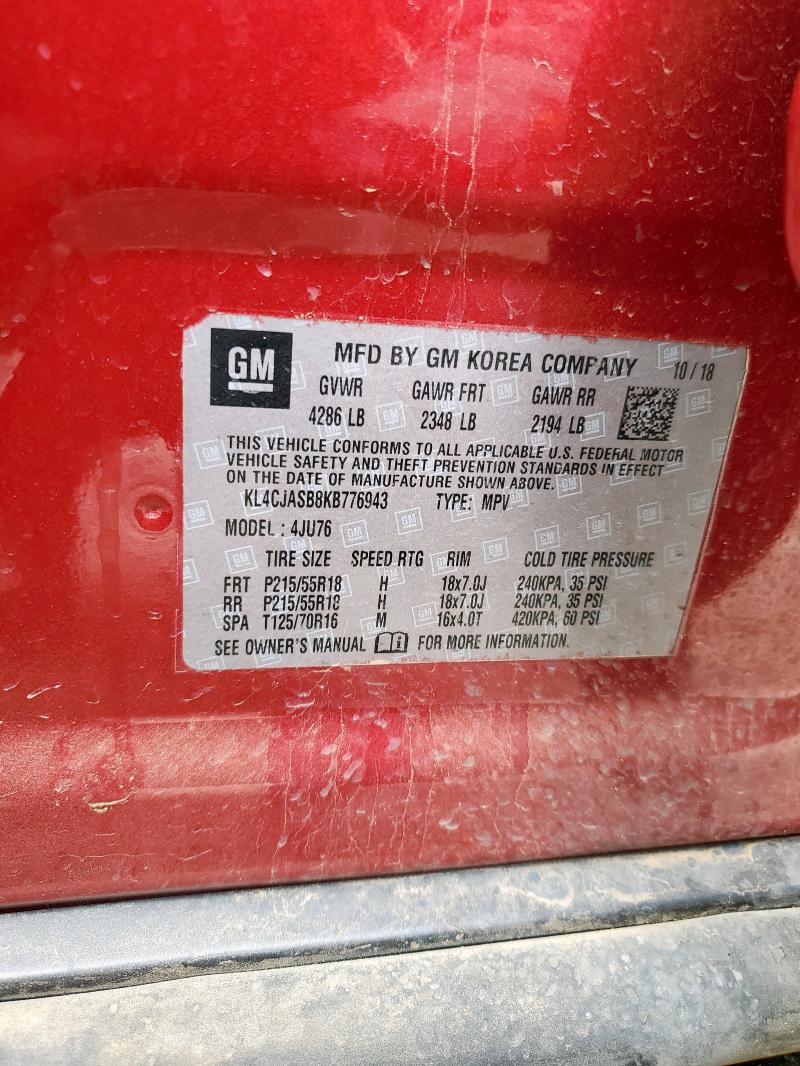 GM
MFD BY GM KOREA COMPANY 10 / 18
GVWR GAWR FRT GAWR RR
4286 LB 2348 LB 2194 LB
THIS VEHICLE CONFORMS TO ALL APPLICABLE U.S. FEDERAL MOTOR
VEHICLE SAFETY AND THEFT PREVENTION STANDARDS IN EFFECT
ON THE DATE OF MANUFACTURE SHOWN ABOVE.
KL4CJASB8KB776943 TYPE: MPV
MODEL : 4JU76
TIRE SIZE SPEED RTG RIM COLD TIRE PRESSURE
FRT P215/55R18 H 18x7.0J 240KPA, 35 PSI
RR P215/55R18 H 18x7.0J 240KPA, 35 PSI
SPA T125/70R16 M 16x4.0T 420KPA, 60 PSI
SEE OWNER'S MANUAL i FOR MORE INFORMATION.